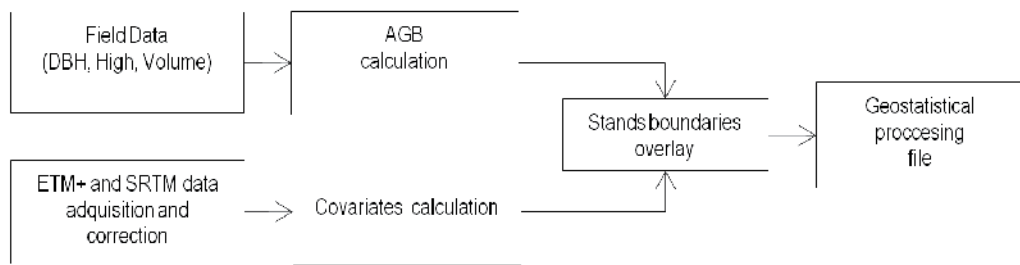 Field Data
(DBH, High, Volume)
AGB
calculation
Stands boundaries
overlay
Geostatistical
proccesing
file
ETM+ and SRTM data
adquisition and
correction
Covariates calculation